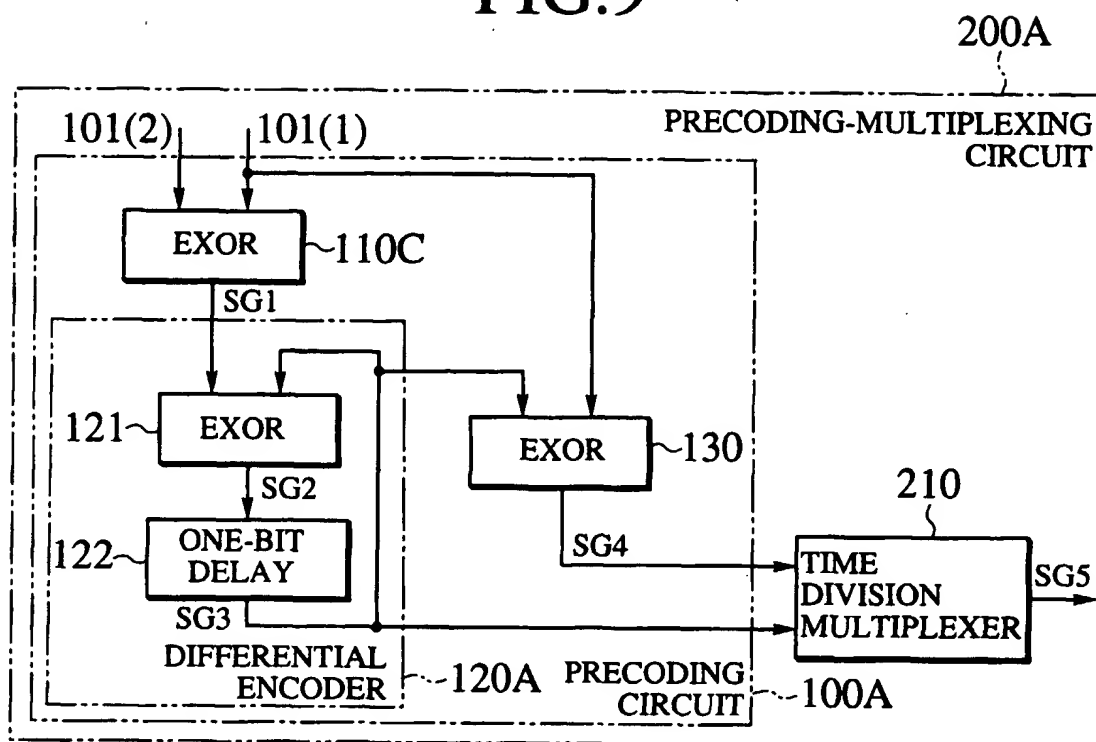 FIG.9
200A
101(2) 101(1)
PRECODING-MULTIPLEXING
CIRCUIT
EXOR
110C
SG1
121
EXOR
EXOR
130
SG2
210
122
ONE-BIT
DELAY
SG4
TIME
DIVISION
MULTIPLEXER
SG5
SG3
DIFFERENTIAL
ENCODER
120A
PRECODING
CIRCUIT
100A